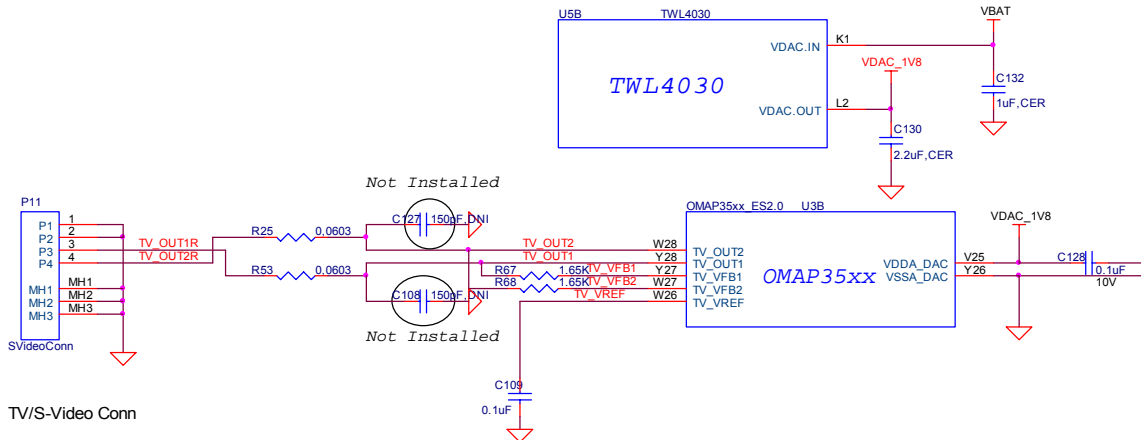 U5B TWL4030
VBAT
VDAC.IN K1
TWL4030
VDAC_1V8
C132
1uF,CER
VDAC.OUT L2
C130
2.2uF,CER
Not Installed
P11
C127 150pF,DNI
OMAP35xx_ES2.0 U3B
VDAC_1V8
P1 1
P2 2
P3 3 TV_OUT1R
P4 4 TV_OUT2R
R25 0,0603
R53 0,0603
TV_OUT2 W28 TV_OUT2
TV_OUT1 Y28 TV_OUT1
R67 1.65K TV_VFB1 Y27 TV_VFB1
R68 1.65K TV_VFB2 W27 TV_VFB2
TV_VREF W26 TV_VREF
OMAP35xx
VDDA_DAC V25
VSSA_DAC Y26
C128
0.1uF
10V
MH1 MH1
MH2 MH2
MH3 MH3
SVideoConn
C108 150pF,DNI
Not Installed
C109
0.1uF
TV/S-Video Conn